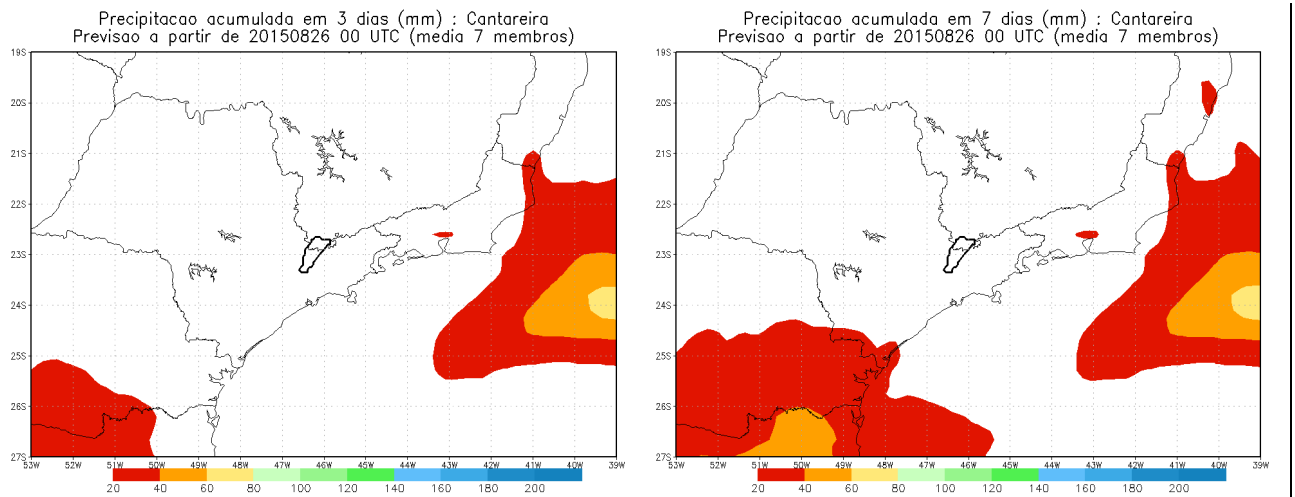 Precipitacao acumulada em 3 dias (mm) : Cantareira
Previsao a partir de 20150826 00 UTC (media 7 membros)
19S
20S
21S
22S
23S
24S
25S
26S
27S
53W 52W 51W 50W 49W 48W 47W 46W 45W 44W 43W 42W 41W 40W 39W
20 40 60 80 100 120 140 160 180 200
Precipitacao acumulada em 7 dias (mm) : Cantareira
Previsao a partir de 20150826 00 UTC (media 7 membros)
19S
20S
21S
22S
23S
24S
25S
26S
27S
53W 52W 51W 50W 49W 48W 47W 46W 45W 44W 43W 42W 41W 40W 39W
20 40 60 80 100 120 140 160 180 200